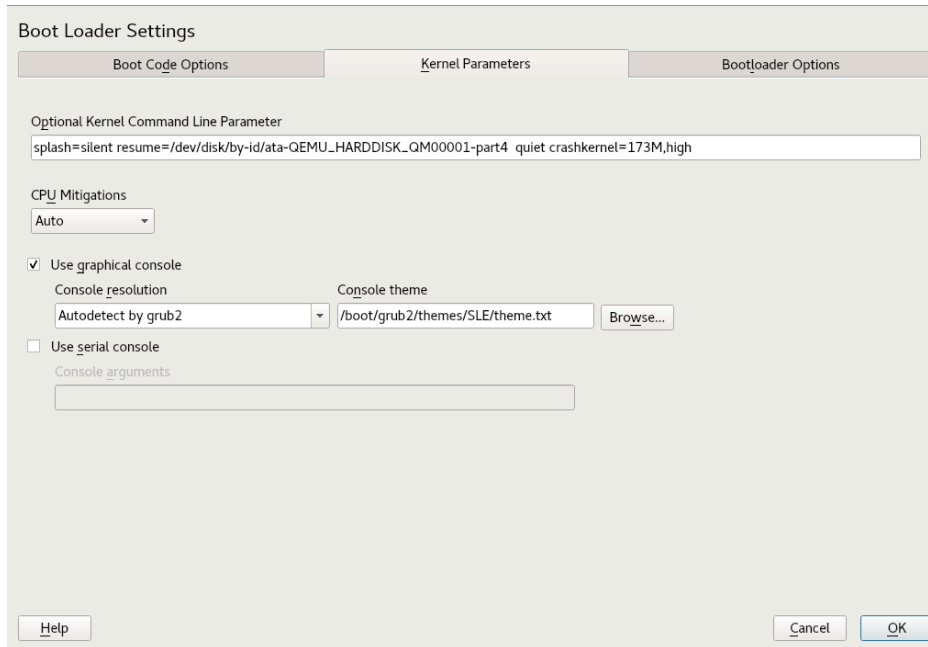 Boot Loader Settings
Boot Code Options Kernel Parameters Bootloader Options
Optional Kernel Command Line Parameter
splash=silent resume=/dev/disk/by-id/ata-QEMU_HARDDISK_QM00001-part4 quiet crashkernel=173M,high
CPU Mitigations
Auto
Use graphical console
Console resolution Console theme
Autodetect by grub2 /boot/grub2/themes/SLE/theme.txt Browse...
Use serial console
Console arguments
Help Cancel OK